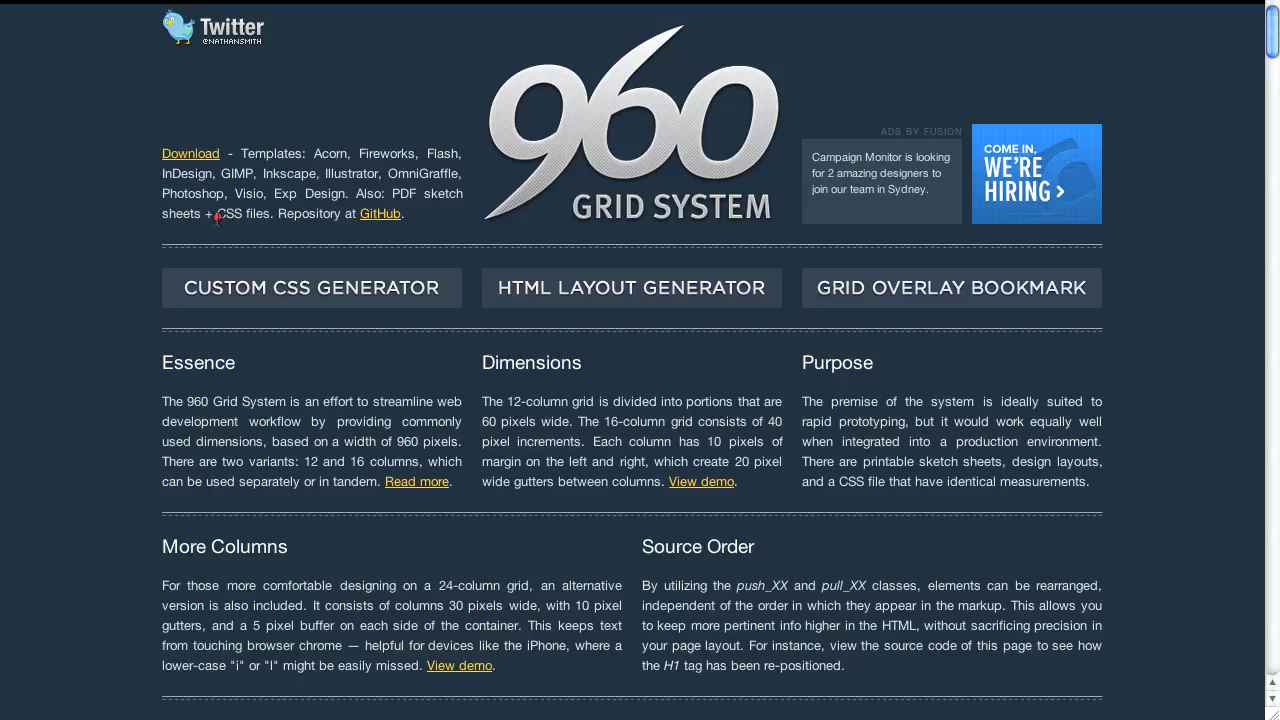 Twitter
@NATHANSMITH
960
GRID SYSTEM
Download - Templates: Acorn, Fireworks, Flash,
InDesign, GIMP, Inkscape, Illustrator, OmniGraffle,
Photoshop, Visio, Exp Design. Also: PDF sketch
sheets + CSS files. Repository at GitHub.
ADS BY FUSION
Campaign Monitor is looking
for 2 amazing designers to
join our team in Sydney.
COME IN,
WE'RE
HIRING >
CUSTOM CSS GENERATOR
HTML LAYOUT GENERATOR
GRID OVERLAY BOOKMARK
Essence
The 960 Grid System is an effort to streamline web
development workflow by providing commonly
used dimensions, based on a width of 960 pixels.
There are two variants: 12 and 16 columns, which
can be used separately or in tandem. Read more.
Dimensions
The 12-column grid is divided into portions that are
60 pixels wide. The 16-column grid consists of 40
pixel increments. Each column has 10 pixels of
margin on the left and right, which create 20 pixel
wide gutters between columns. View demo.
Purpose
The premise of the system is ideally suited to
rapid prototyping, but it would work equally well
when integrated into a production environment.
There are printable sketch sheets, design layouts,
and a CSS file that have identical measurements.
More Columns
For those more comfortable designing on a 24-column grid, an alternative
version is also included. It consists of columns 30 pixels wide, with 10 pixel
gutters, and a 5 pixel buffer on each side of the container. This keeps text
from touching browser chrome — helpful for devices like the iPhone, where a
lower-case "i" or "l" might be easily missed. View demo.
Source Order
By utilizing the push_XX and pull_XX classes, elements can be rearranged,
independent of the order in which they appear in the markup. This allows you
to keep more pertinent info higher in the HTML, without sacrificing precision in
your page layout. For instance, view the source code of this page to see how
the H1 tag has been re-positioned.